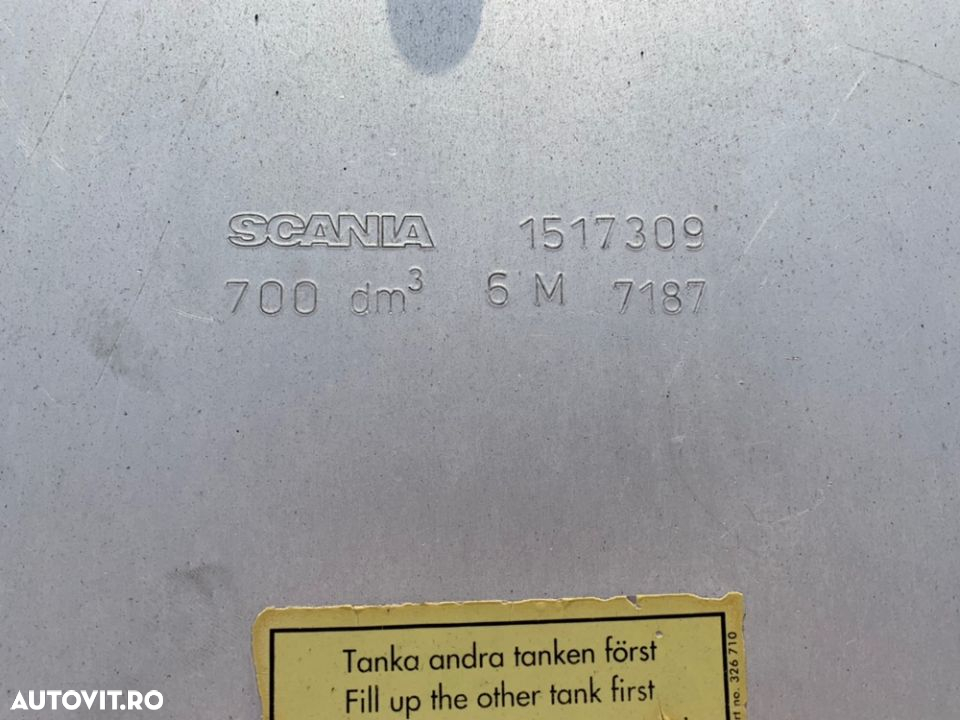 SCANIA 1517309
700 dm³ 6 M 7187
Tanka andra tanken först
Fill up the other tank first
no. 326 710
AUTOVIT.RO